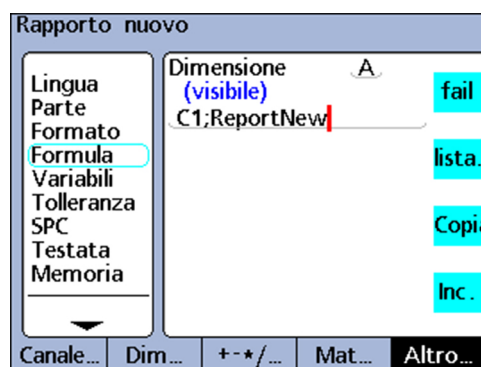 Rapporto nuovo
Lingua
Parte
Formato
Formula
Variabili
Tolleranza
SPC
Testata
Memoria
Dimensione A
(visibile)
C1;ReportNew
fail
lista.
Copi
Inc.
Canale... Dim... +-*/... Mat... Altro...